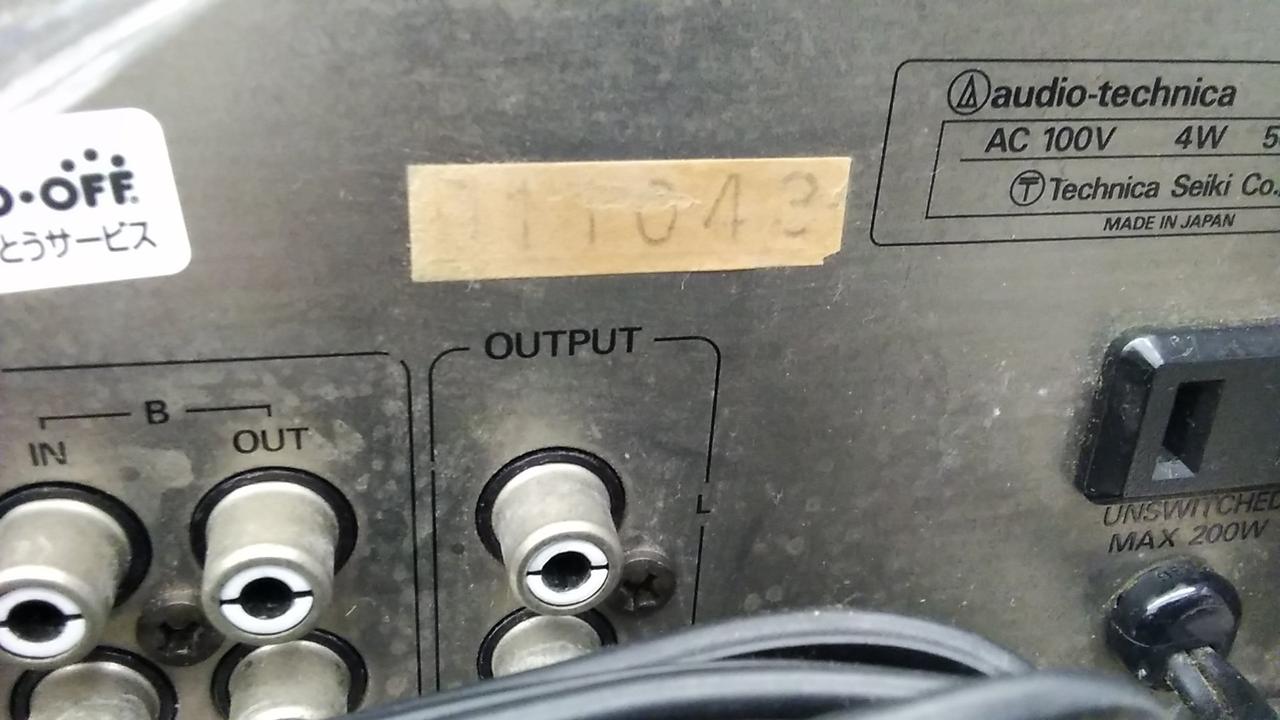 audio-technica
AC 100V 4W
Technica Seiki Co.
MADE IN JAPAN
OFF
とうサービス
OUTPUT
B
IN OUT
L
UNSWITCHED
MAX 200W